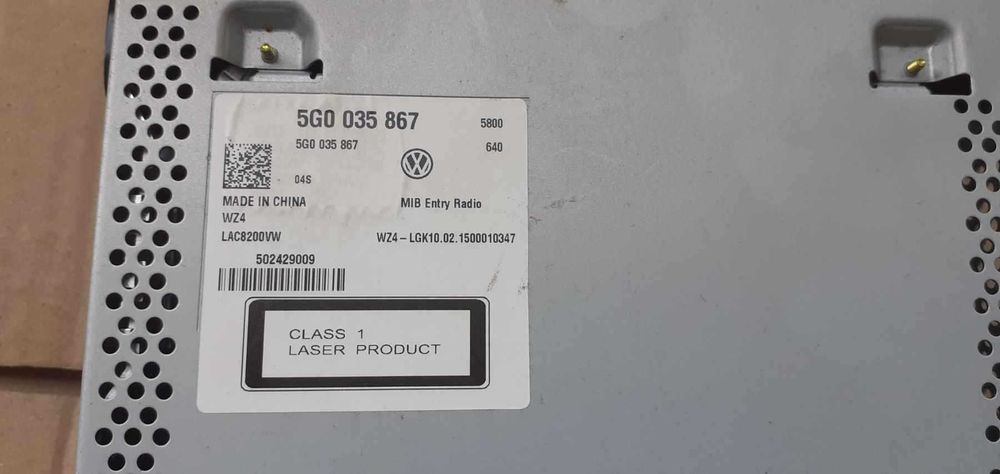 5G0 035 867 5800
5G0 035 867 640
04S
MADE IN CHINA MIB Entry Radio
WZ4
LAC8200VW WZ4-LGK10.02.1500010347
502429009
CLASS 1
LASER PRODUCT